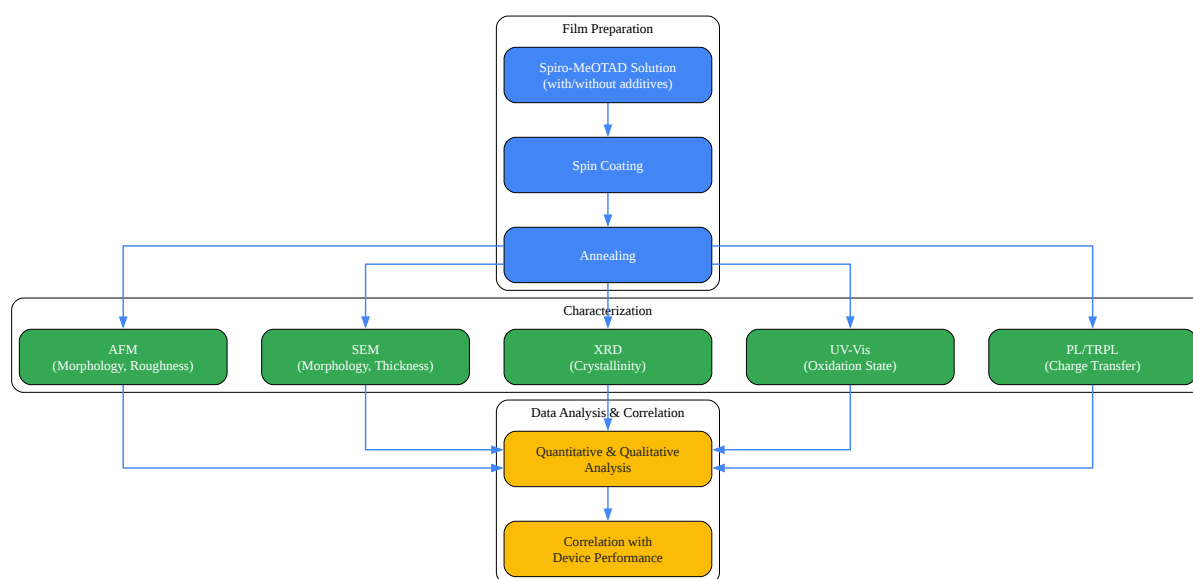 Film Preparation
Spiro-MeOTAD Solution
(with/without additives)
Spin Coating
Annealing
Characterization
AFM
(Morphology, Roughness)
SEM
(Morphology, Thickness)
XRD
(Crystallinity)
UV-Vis
(Oxidation State)
PL/TRPL
(Charge Transfer)
Data Analysis & Correlation
Quantitative & Qualitative
Analysis
Correlation with
Device Performance